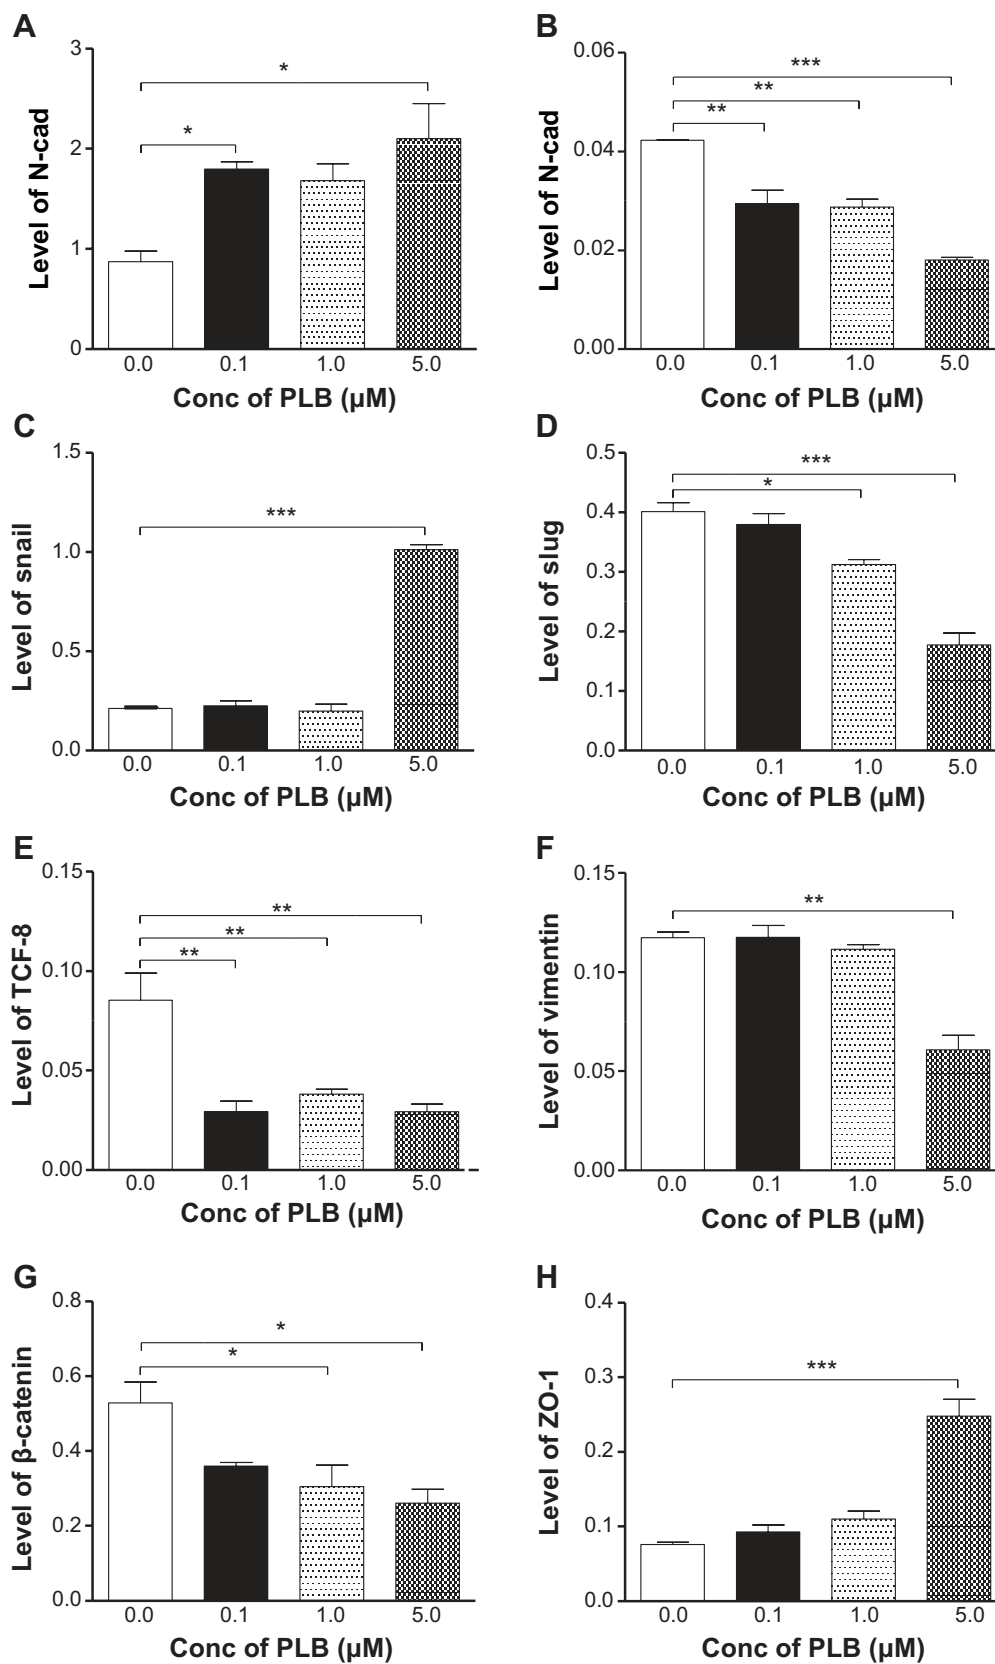 A
Level of N-cad
3
2
1
0
*
*
0.0 0.1 1.0 5.0
Conc of PLB (µM)
B
Level of N-cad
0.06
0.04
0.02
0.00
***
**
**
0.0 0.1 1.0 5.0
Conc of PLB (µM)
C
Level of snail
1.5
1.0
0.5
0.0
***
0.0 0.1 1.0 5.0
Conc of PLB (µM)
D
Level of slug
0.5
0.4
0.3
0.2
0.1
0.0
***
*
0.0 0.1 1.0 5.0
Conc of PLB (µM)
E
Level of TCF-8
0.15
0.10
0.05
0.00
**
**
**
0.0 0.1 1.0 5.0
Conc of PLB (µM)
F
Level of vimentin
0.15
0.10
0.05
0.00
**
0.0 0.1 1.0 5.0
Conc of PLB (µM)
G
Level of β-catenin
0.8
0.6
0.4
0.2
0.0
*
*
0.0 0.1 1.0 5.0
Conc of PLB (µM)
H
Level of ZO-1
0.4
0.3
0.2
0.1
0.0
***
0.0 0.1 1.0 5.0
Conc of PLB (µM)